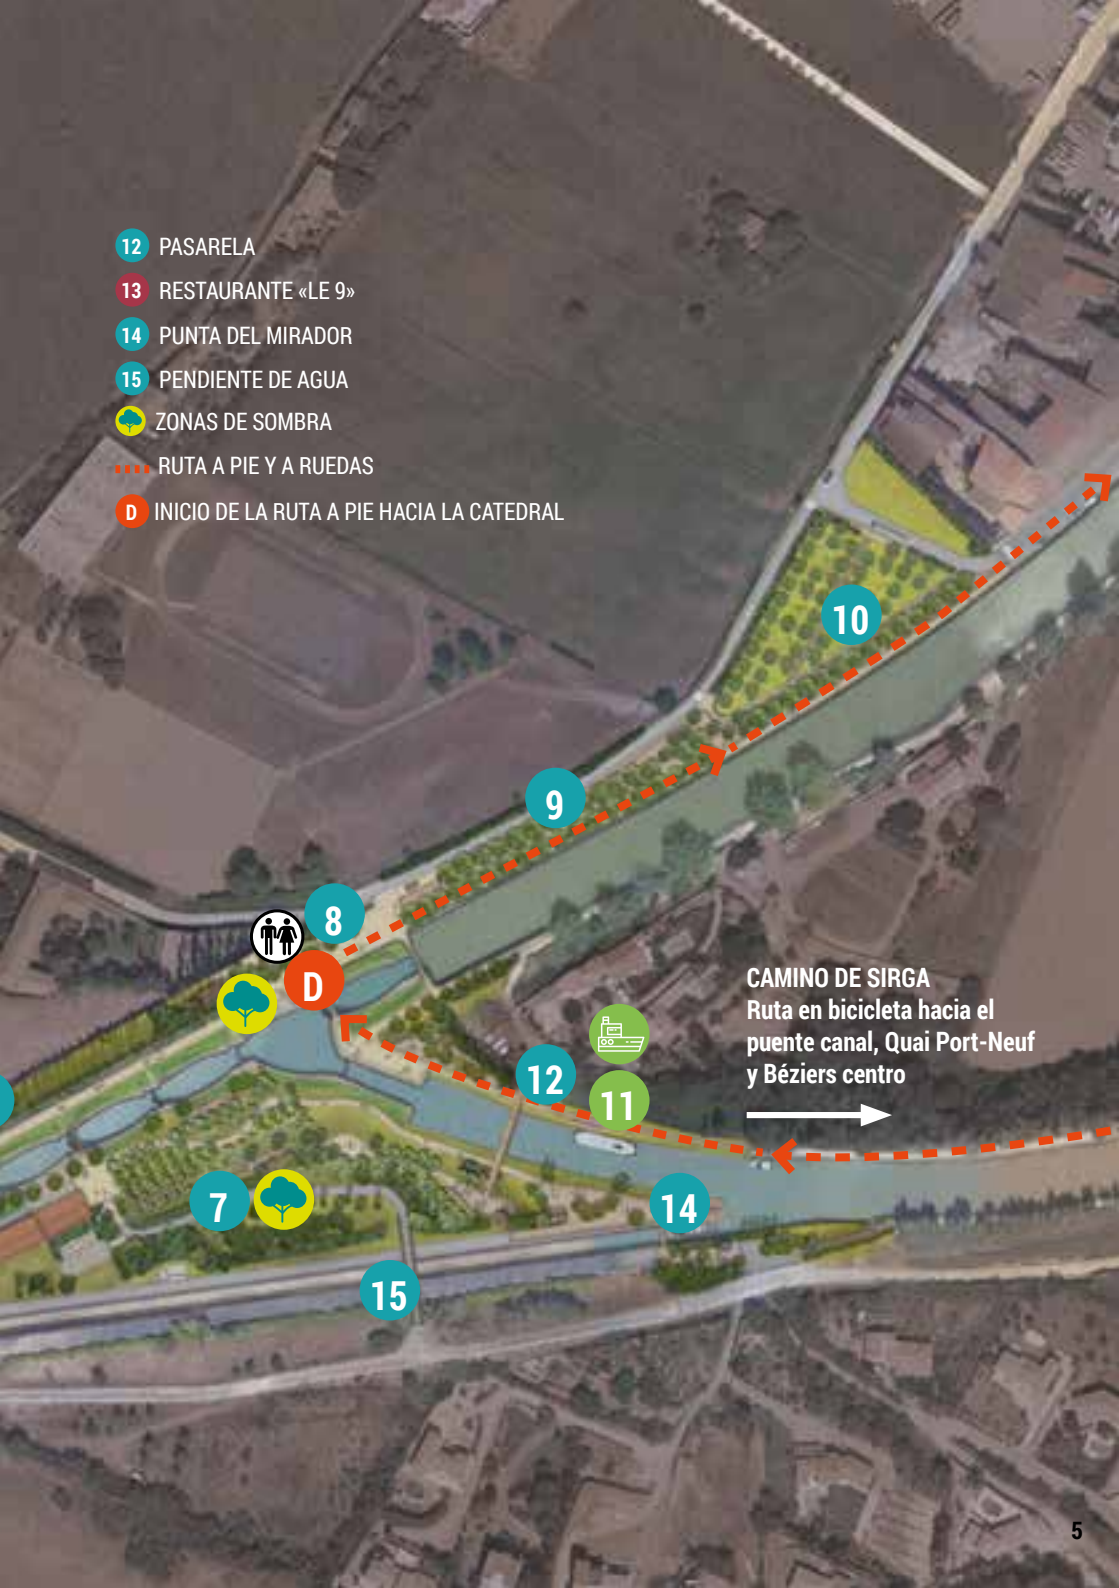 12 PASARELA
13 RESTAURANTE «LE 9»
14 PUNTA DEL MIRADOR
15 PENDIENTE DE AGUA
ZONAS DE SOMBRA
RUTA A PIE Y A RUEDAS
D INICIO DE LA RUTA A PIE HACIA LA CATEDRAL
10
9
8
D
CAMINO DE SIRGA
Ruta en bicicleta hacia el
puente canal, Quai Port-Neuf
y Béziers centro
12
11
7
14
15
5